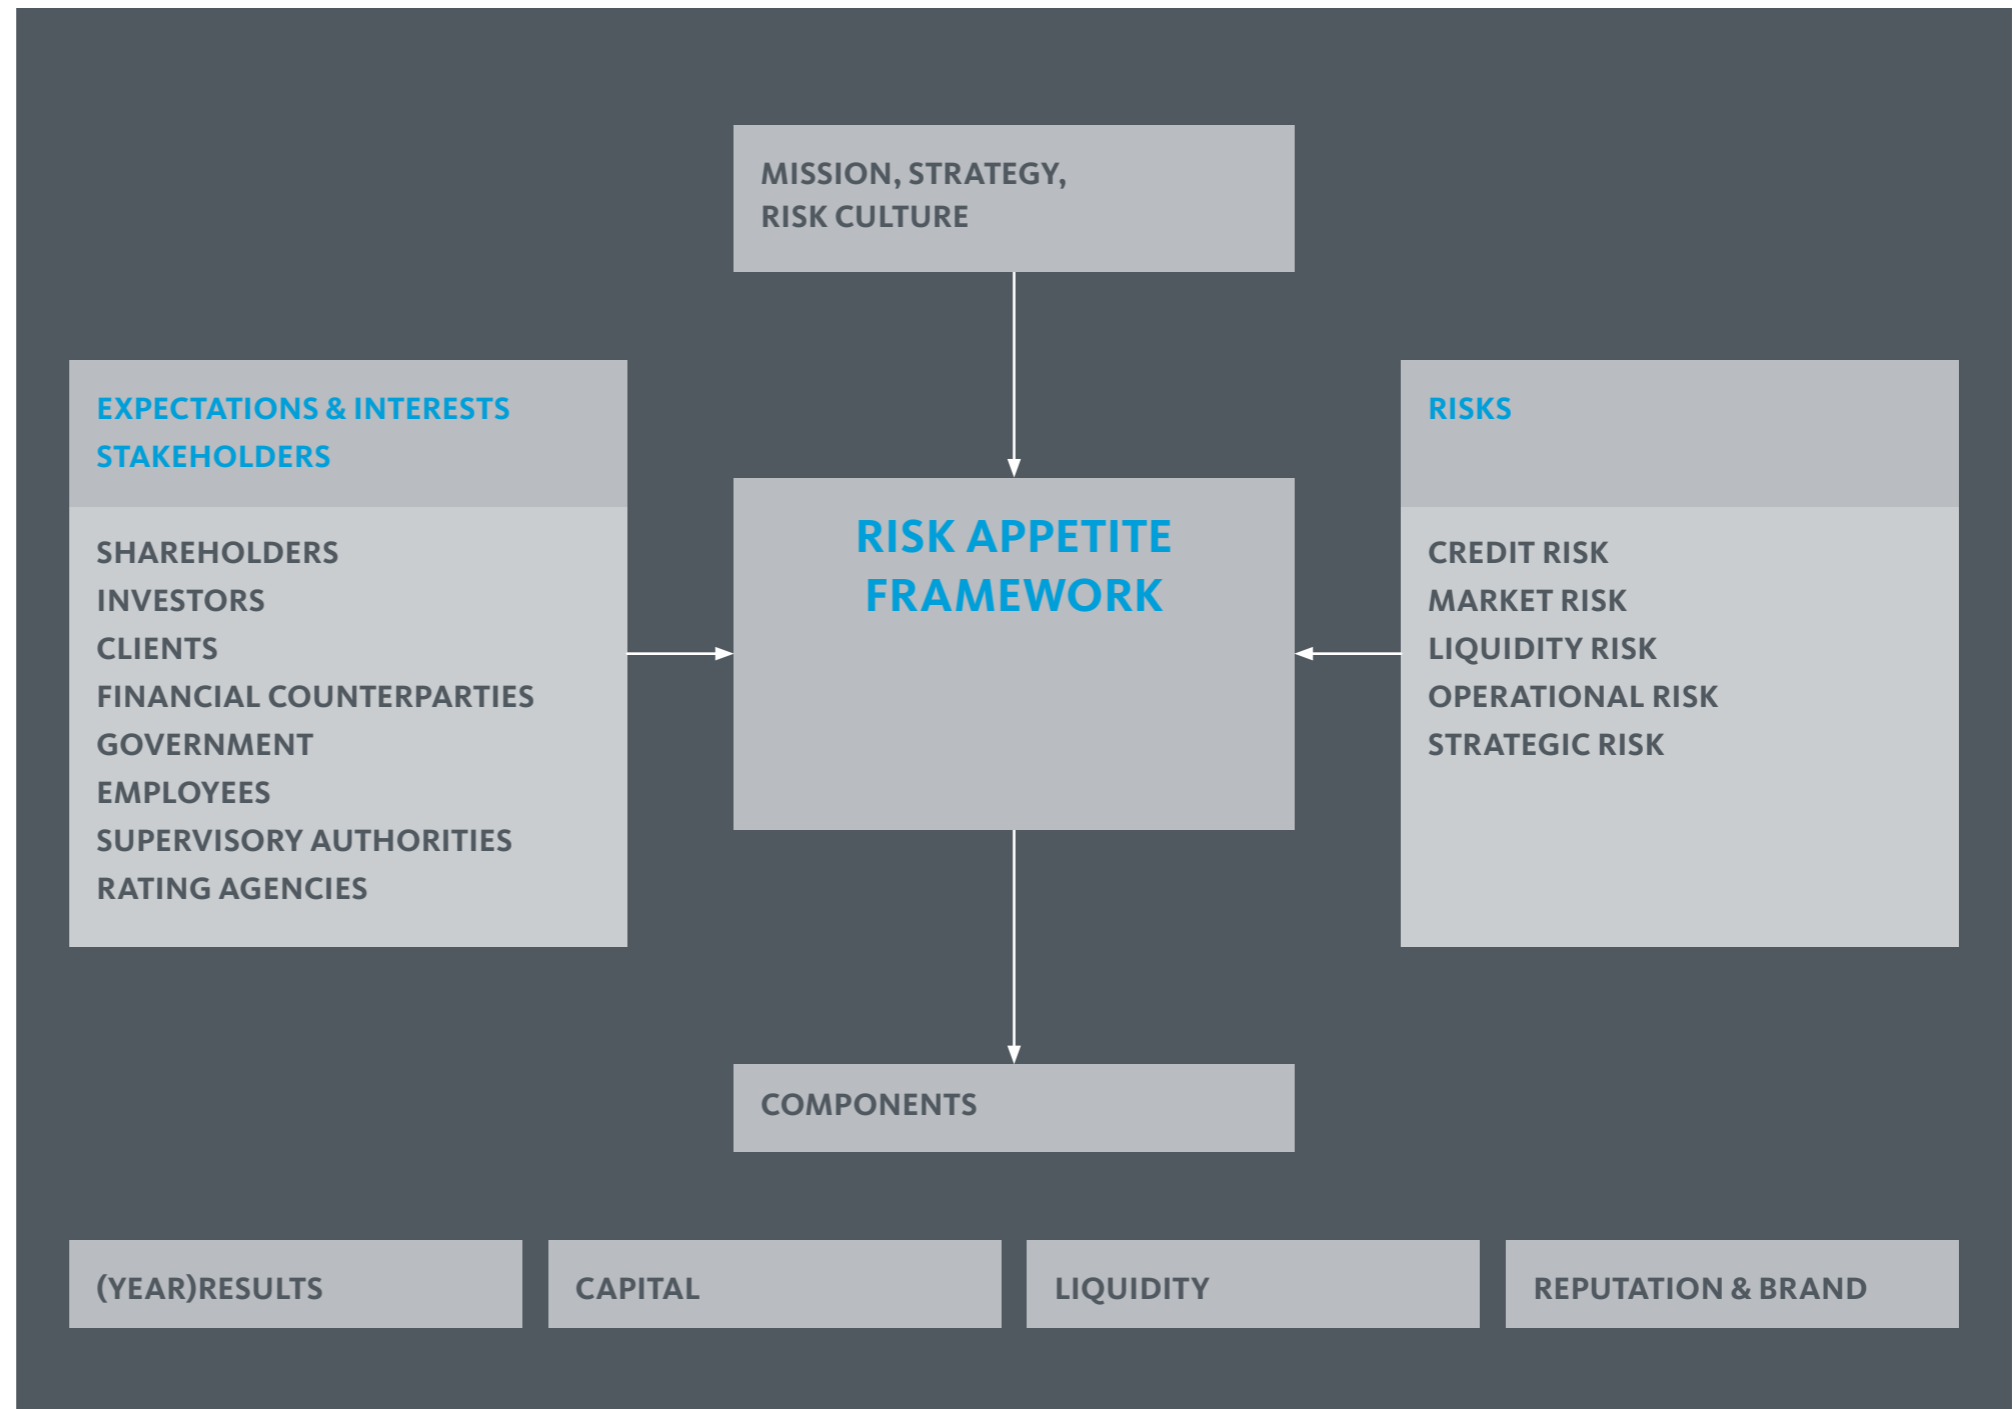 MISSION, STRATEGY,
RISK CULTURE
EXPECTATIONS & INTERESTS
STAKEHOLDERS
SHAREHOLDERS
INVESTORS
CLIENTS
FINANCIAL COUNTERPARTIES
GOVERNMENT
EMPLOYEES
SUPERVISORY AUTHORITIES
RATING AGENCIES
RISK APPETITE
FRAMEWORK
RISKS
CREDIT RISK
MARKET RISK
LIQUIDITY RISK
OPERATIONAL RISK
STRATEGIC RISK
COMPONENTS
(YEAR)RESULTS
CAPITAL
LIQUIDITY
REPUTATION & BRAND